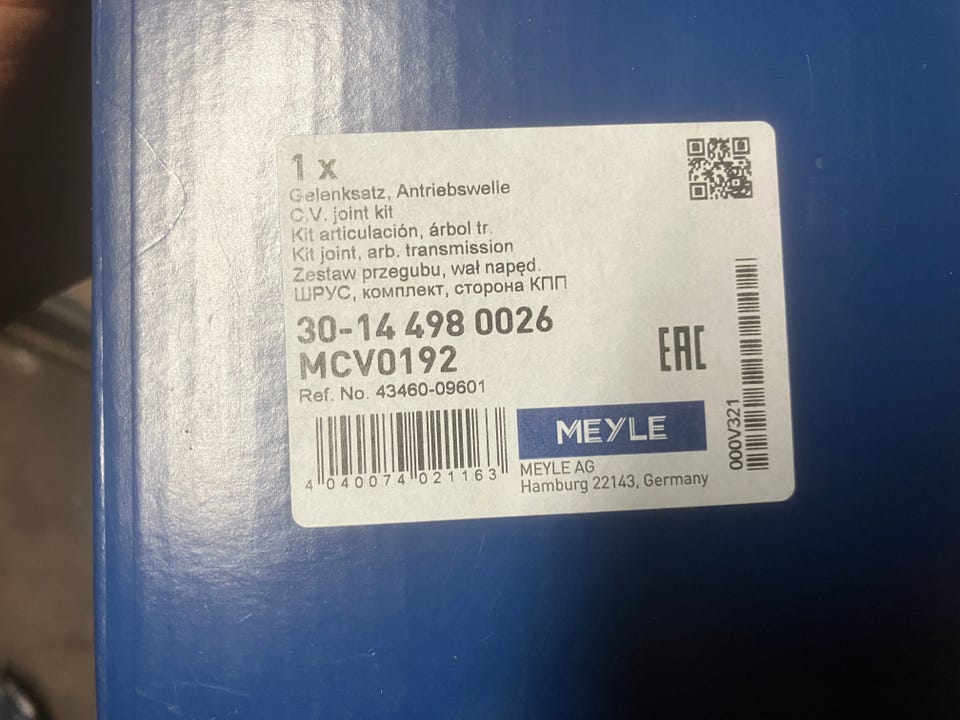 1 x
Gelenksatz, Antriebswelle
C.V. joint kit
Kit articulación, árbol tr.
Kit joint, arb. transmission
Zestaw przegubu, wał napęd.
ШРУС, комплект, сторона КПП
30-14 498 0026
MCV0192
Ref. No. 43460-09601
EAC
4 040074 021163
MEYLE
MEYLE AG
Hamburg 22143, Germany
000V321